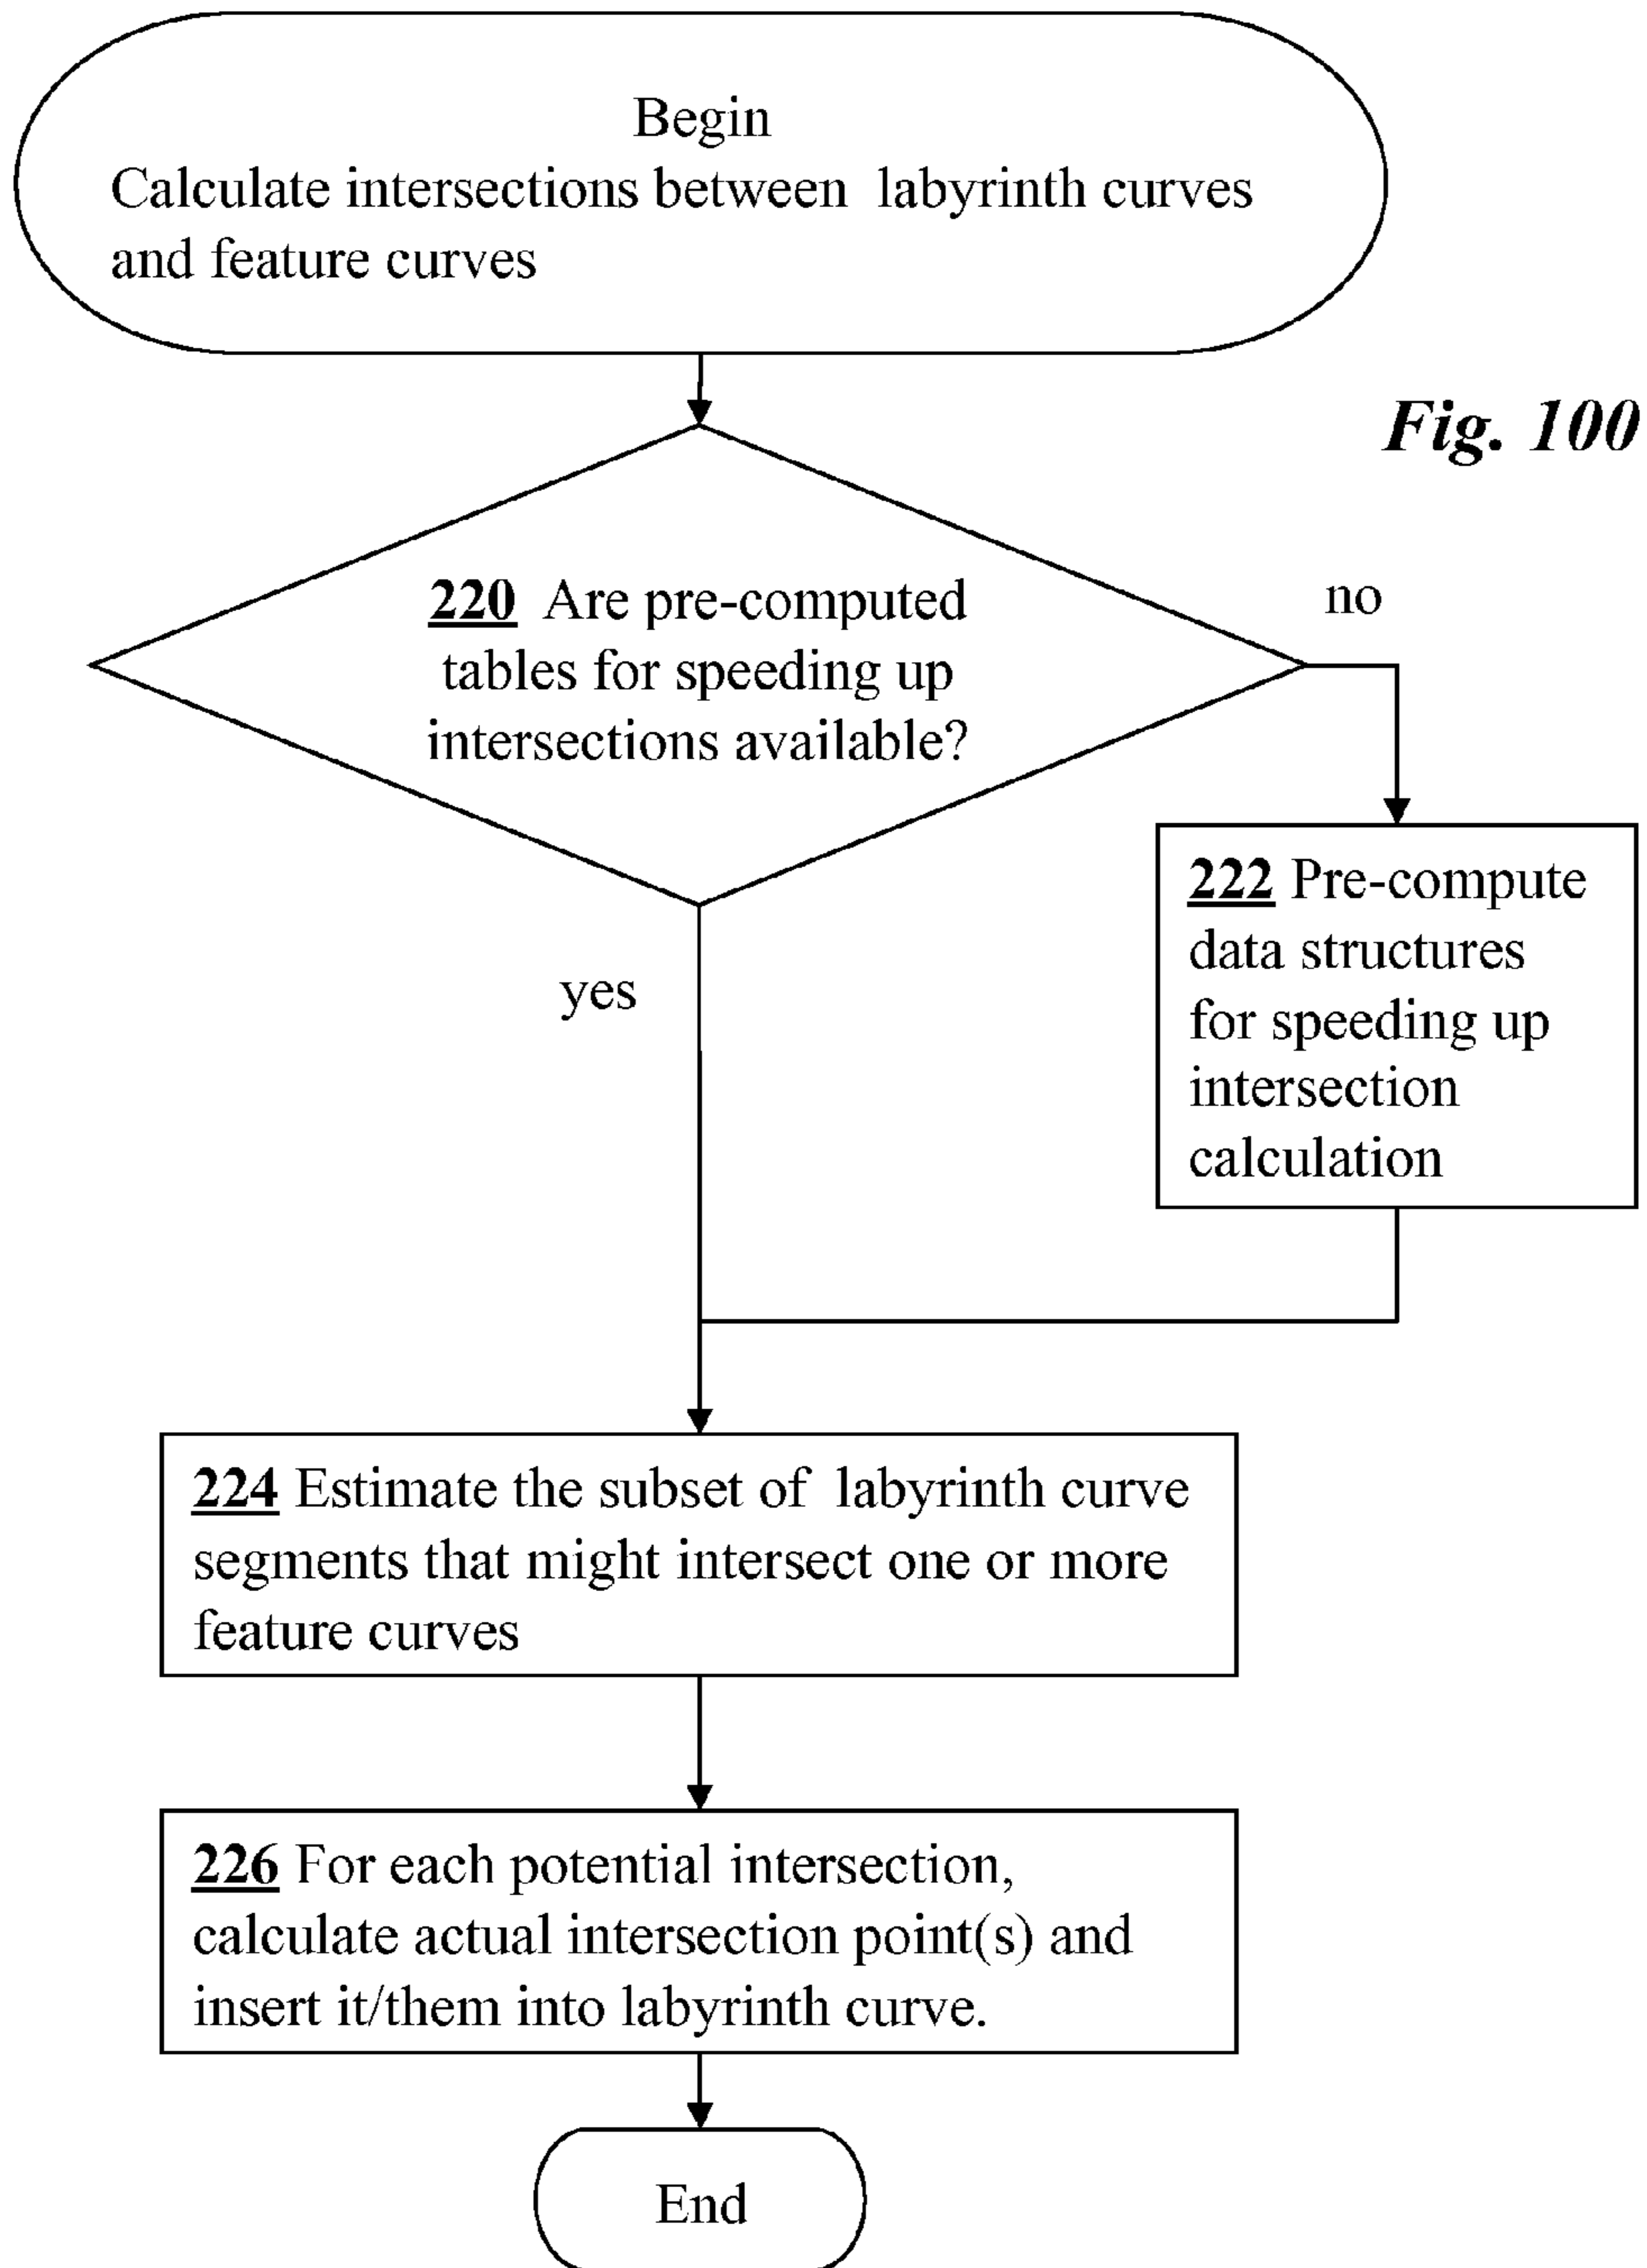 Begin
Calculate intersections between labyrinth curves
and feature curves
Fig. 100
220 Are pre-computed
tables for speeding up
intersections available?
no
222 Pre-compute
data structures
for speeding up
intersection
calculation
yes
224 Estimate the subset of labyrinth curve
segments that might intersect one or more
feature curves
226 For each potential intersection,
calculate actual intersection point(s) and
insert it/them into labyrinth curve.
End